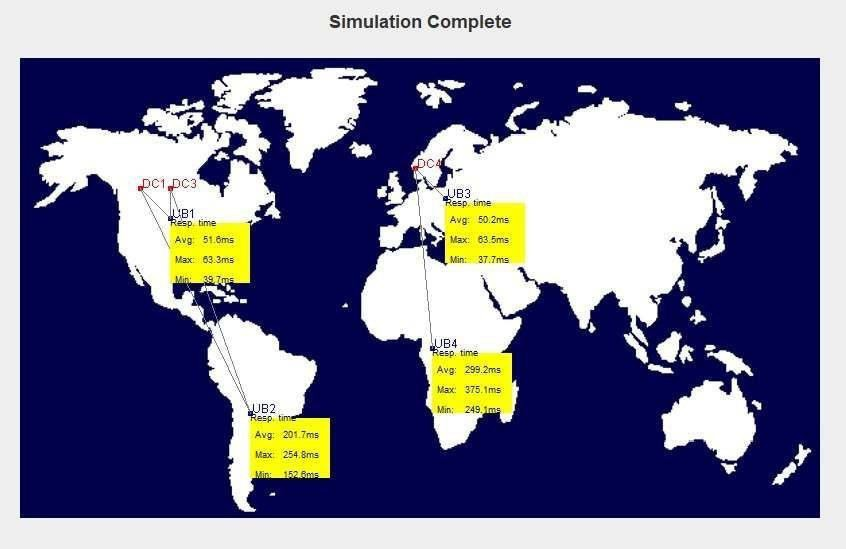 Simulation Complete
DC4
DC1 DC3
UB3
Resp. time
Avg: 50.2ms
Max: 63.5ms
Min: 37.7ms
UB1
Resp. time
Avg: 51.6ms
Max: 63.3ms
Min: 39.7ms
UB4
Resp. time
Avg: 299.2ms
Max: 375.1ms
Min: 249.1ms
UB2
Resp. time
Avg: 201.7ms
Max: 254.8ms
Min: 152.6ms